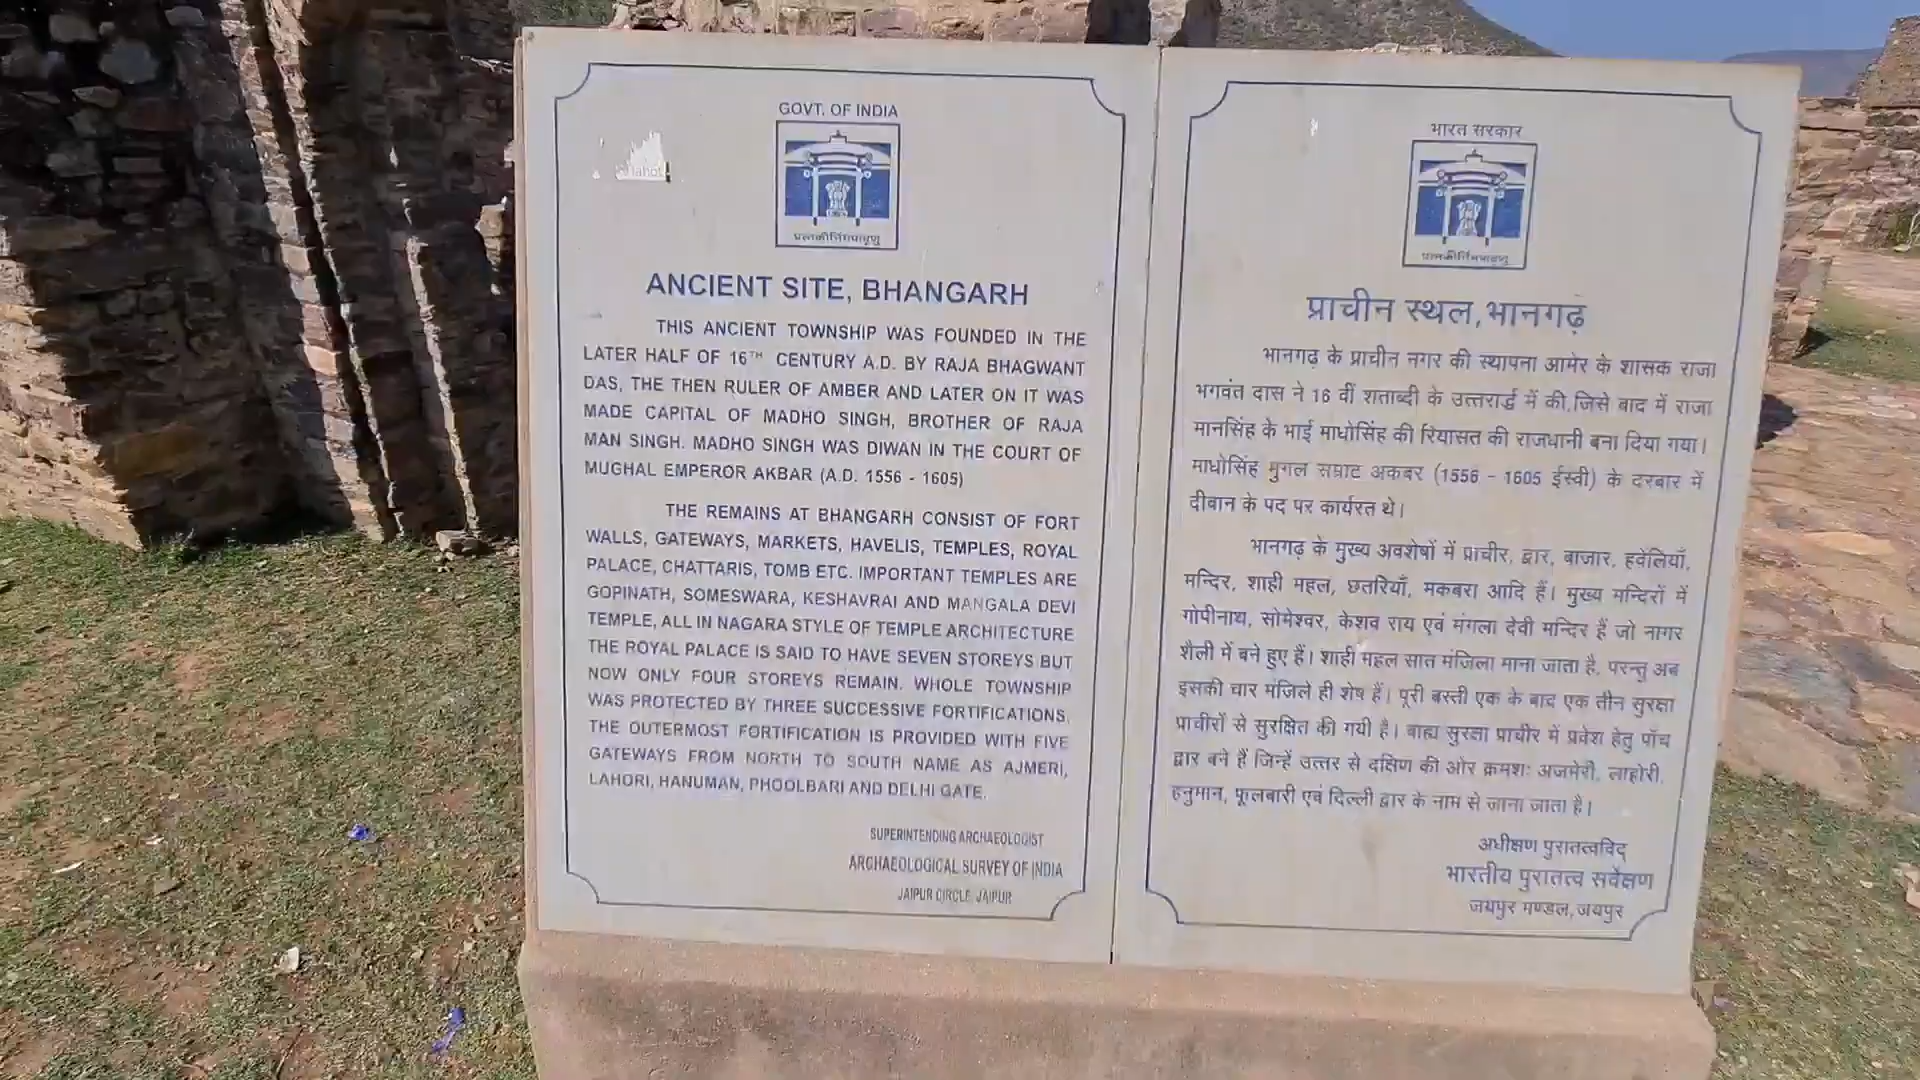 GOVT. OF INDIA
प्रत्नकीर्तिमपावृणु
ANCIENT SITE, BHANGARH
THIS ANCIENT TOWNSHIP WAS FOUNDED IN THE
LATER HALF OF 16TH CENTURY A.D. BY RAJA BHAGWANT
DAS, THE THEN RULER OF AMBER AND LATER ON IT WAS
MADE CAPITAL OF MADHO SINGH, BROTHER OF RAJA
MAN SINGH. MADHO SINGH WAS DIWAN IN THE COURT OF
MUGHAL EMPEROR AKBAR (A.D. 1556 - 1605)
THE REMAINS AT BHANGARH CONSIST OF FORT
WALLS, GATEWAYS, MARKETS, HAVELIS, TEMPLES, ROYAL
PALACE, CHATTARIS, TOMB ETC. IMPORTANT TEMPLES ARE
GOPINATH, SOMESWARA, KESHAVRAI AND MANGALA DEVI
TEMPLE, ALL IN NAGARA STYLE OF TEMPLE ARCHITECTURE
THE ROYAL PALACE IS SAID TO HAVE SEVEN STOREYS BUT
NOW ONLY FOUR STOREYS REMAIN. WHOLE TOWNSHIP
WAS PROTECTED BY THREE SUCCESSIVE FORTIFICATIONS.
THE OUTERMOST FORTIFICATION IS PROVIDED WITH FIVE
GATEWAYS FROM NORTH TO SOUTH NAME AS AJMERI,
LAHORI, HANUMAN, PHOOLBARI AND DELHI GATE.
SUPERINTENDING ARCHAEOLOGIST
ARCHAEOLOGICAL SURVEY OF INDIA
JAIPUR CIRCLE, JAIPUR
भारत सरकार
प्रत्नकीर्तिमपावृणु
प्राचीन स्थल,भानगढ़
भानगढ़ के प्राचीन नगर की स्थापना आमेर के शासक राजा
भगवंत दास ने 16 वीं शताब्दी के उत्तरार्द्ध में की,जिसे बाद में राजा
मानसिंह के भाई माधोसिंह की रियासत की राजधानी बना दिया गया।
माधोसिंह मुगल सम्राट अकबर (1556 - 1605 ईस्वी) के दरबार में
दीवान के पद पर कार्यरत थे।
भानगढ़ के मुख्य अवशेषों में प्राचीर, द्वार, बाजार, हवेलियाँ,
मन्दिर, शाही महल, छतरियाँ, मकबरा आदि हैं। मुख्य मन्दिरों में
गोपीनाथ, सोमेश्वर, केशव राय एवं मंगला देवी मन्दिर हैं जो नागर
शैली में बने हुए हैं। शाही महल सात मंजिला माना जाता है, परन्तु अब
इसकी चार मंजिले ही शेष हैं। पूरी बस्ती एक के बाद एक तीन सुरक्षा
प्राचीरों से सुरक्षित की गयी है। बाह्य सुरक्षा प्राचीर में प्रवेश हेतु पाँच
द्वार बने हैं जिन्हें उत्तर से दक्षिण की ओर क्रमशः अजमेरी, लाहोरी,
हनुमान, फूलबारी एवं दिल्ली द्वार के नाम से जाना जाता है।
अधीक्षण पुरातत्वविद्
भारतीय पुरातत्व सर्वेक्षण
जयपुर मण्डल,जयपुर